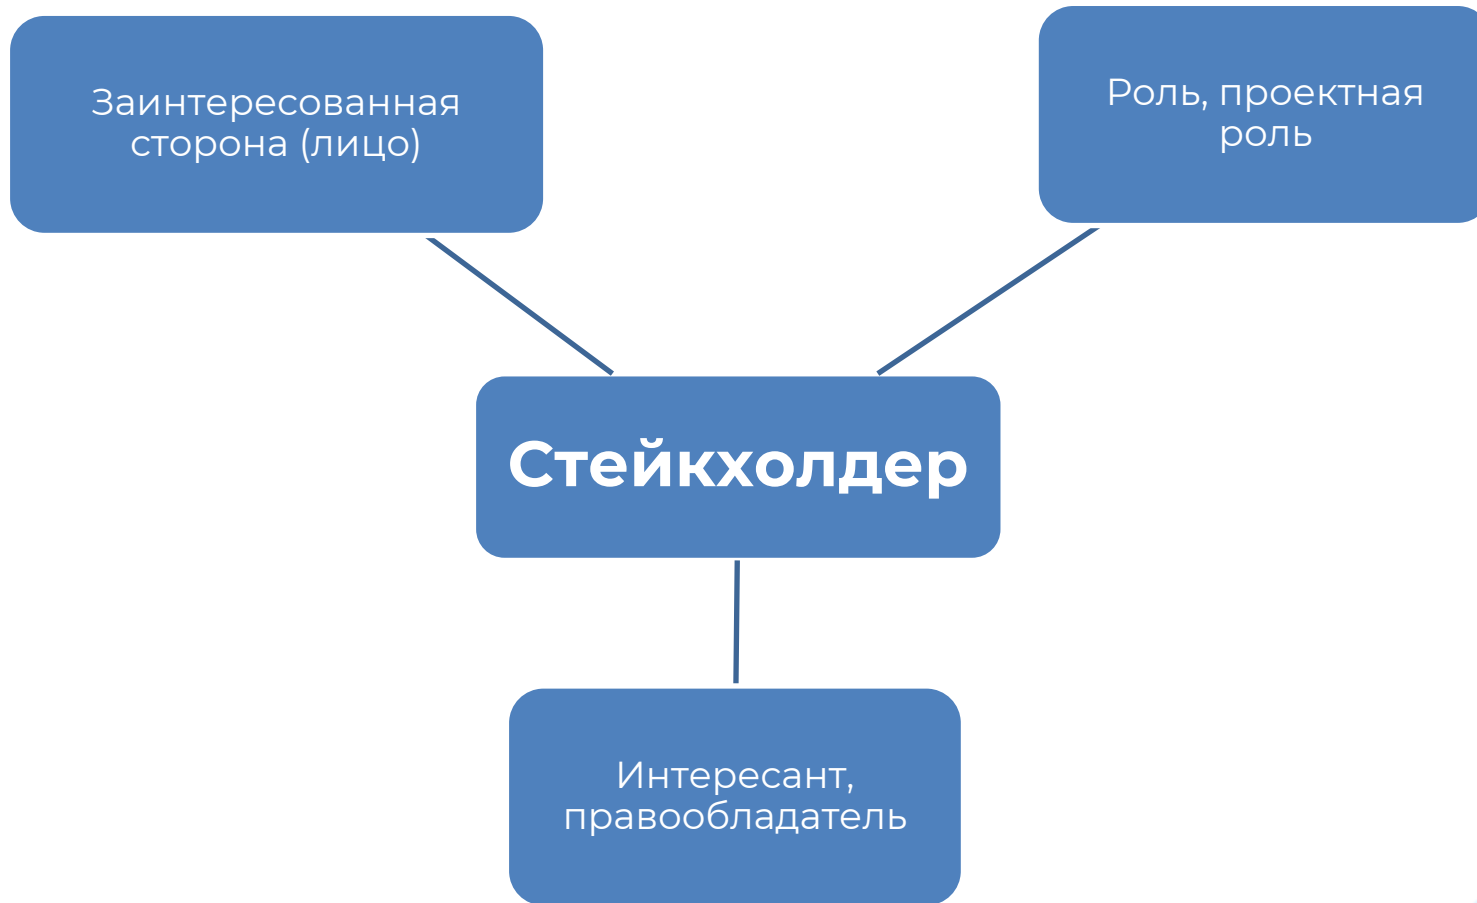 Заинтересованная
сторона (лицо)
Роль, проектная
роль
Стейкхолдер
Интересант,
правообладатель